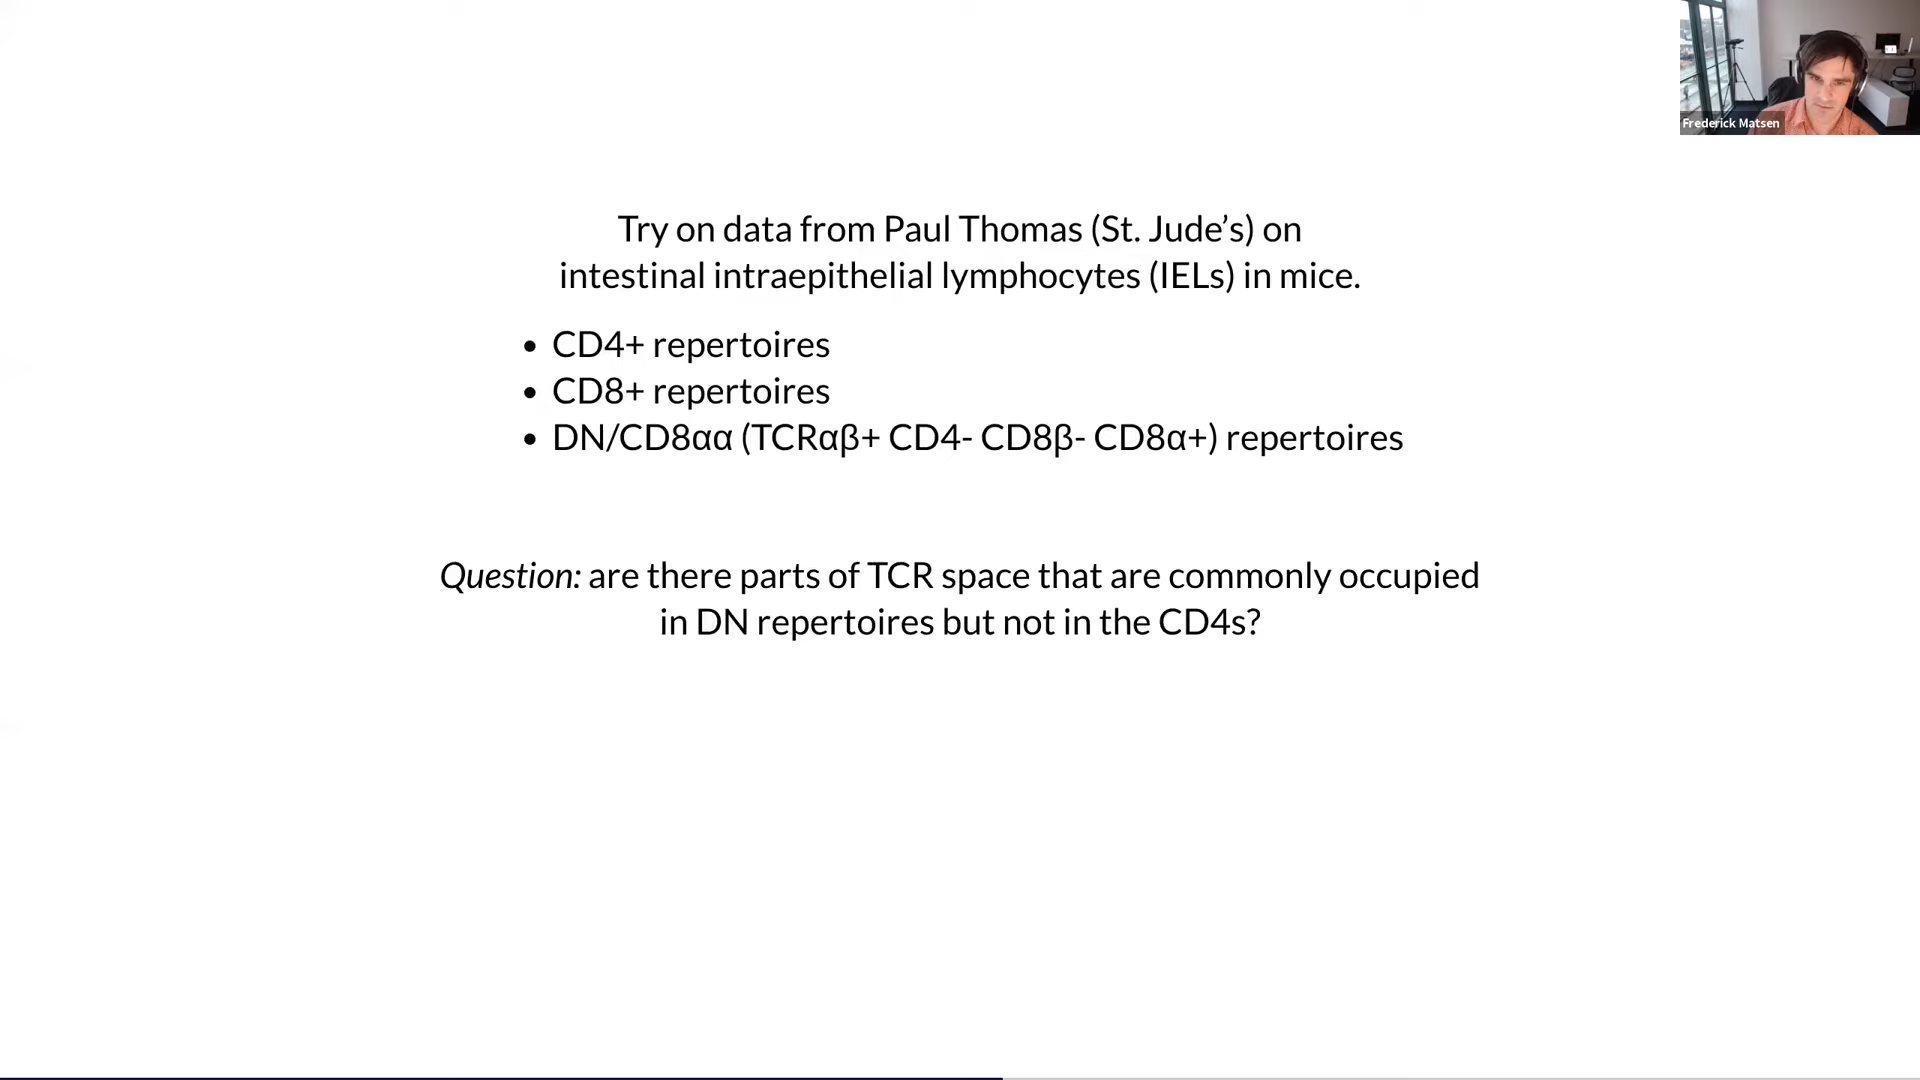 Frederick Matsen
Try on data from Paul Thomas (St. Jude’s) on
intestinal intraepithelial lymphocytes (IELs) in mice.
• CD4+ repertoires
• CD8+ repertoires
• DN/CD8αα (TCRαβ+ CD4- CD8β- CD8α+) repertoires
Question: are there parts of TCR space that are commonly occupied
in DN repertoires but not in the CD4s?